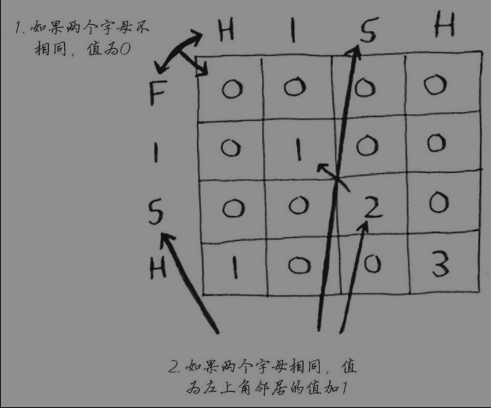 1.如果两个字母不
相同，值为0
H I S H
F 0 0 0 0
I 0 1 0 0
S 0 0 2 0
H 1 0 0 3
2.如果两个字母相同，值
为左上角邻居的值加1